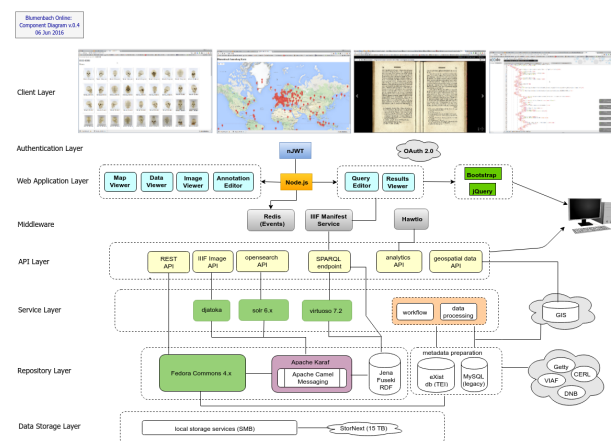 Blumenbach Online:
Component Diagram v.0.4
06 Jun 2016
Client Layer
Authentication Layer
nJWT
OAuth 2.0
Web Application Layer
Map
Viewer
Data
Viewer
Image
Viewer
Annotation
Editor
Node.js
Query
Editor
Results
Viewer
Bootstrap
jQuery
Middleware
Redis
(Events)
IIIF Manifest
Service
Hawtio
API Layer
REST
API
IIIF Image
API
opensearch
API
SPARQL
endpoint
analytics
API
geospatial data
API
Service Layer
djatoka
solr 6.x
virtuoso 7.2
workflow
data
processing
GIS
Repository Layer
Fedora Commons 4.x
Apache Karaf
Apache Camel
Messaging
Jena
Fuseki
RDF
metadata preparation
eXist
db (TEI)
MySQL
(legacy)
Getty
VIAF
CERL
DNB
Data Storage Layer
local storage services (SMB)
StorNext (15 TB)